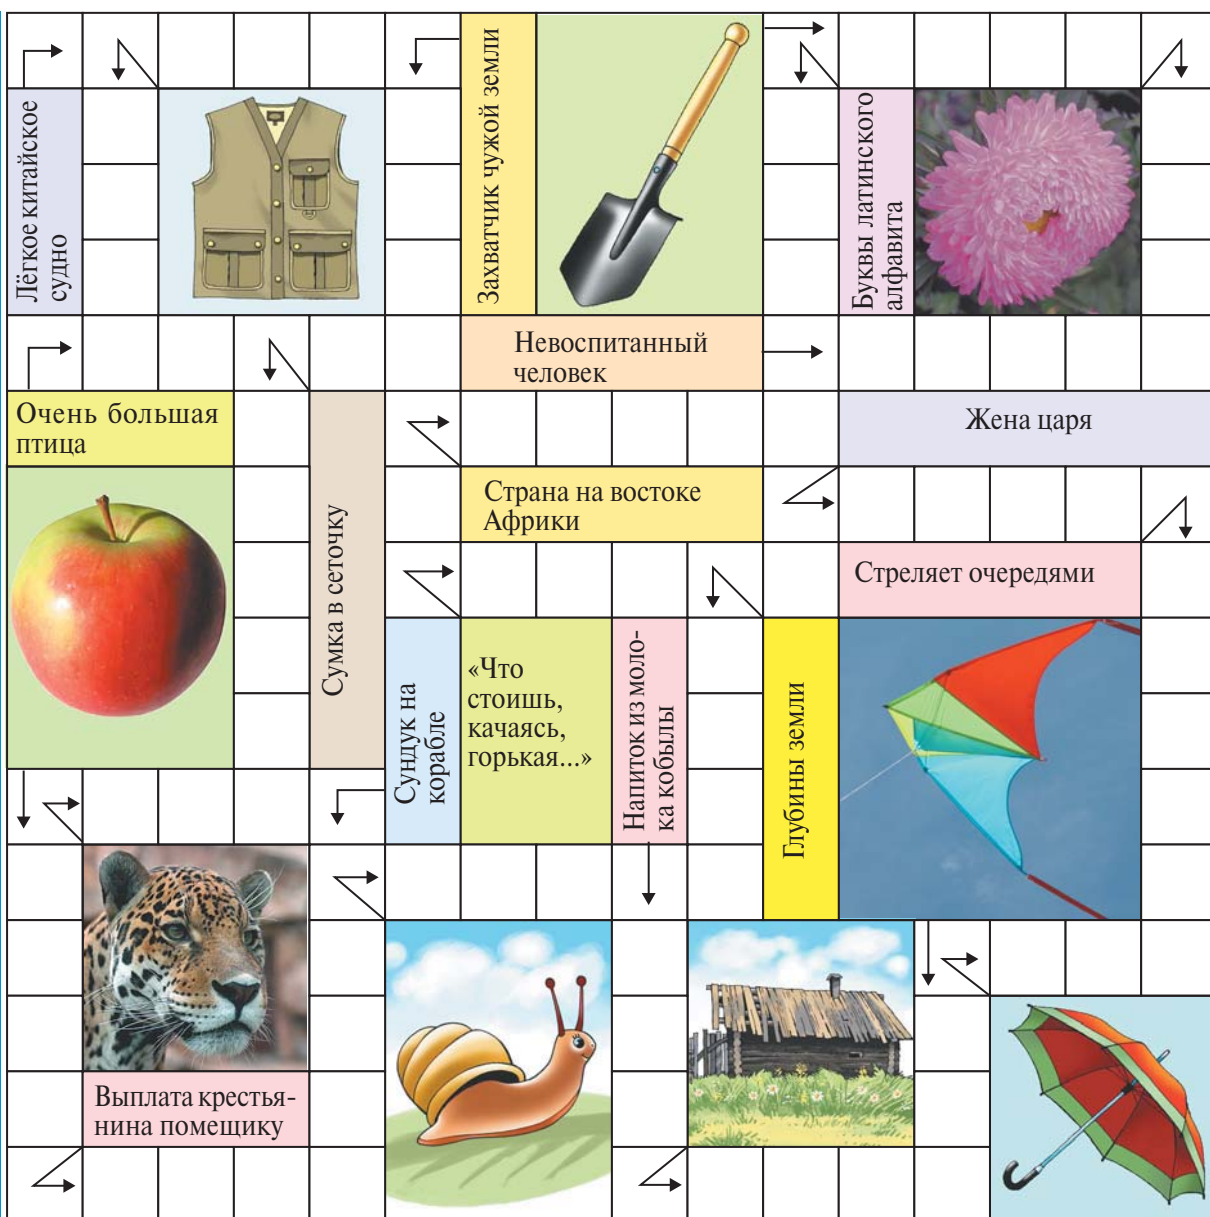 Лёгкое китайское
судно
Захватчик чужой земли
Буквы латинского
алфавита
Невоспитанный
человек
Очень большая
птица
Жена царя
Сумка в сеточку
Страна на востоке
Африки
Стреляет очередями
Сундук на
корабле
«Что
стоишь,
качаясь,
горькая...»
Напиток из моло-
ка кобылы
Глубины земли
Выплата крестья-
нина помещику